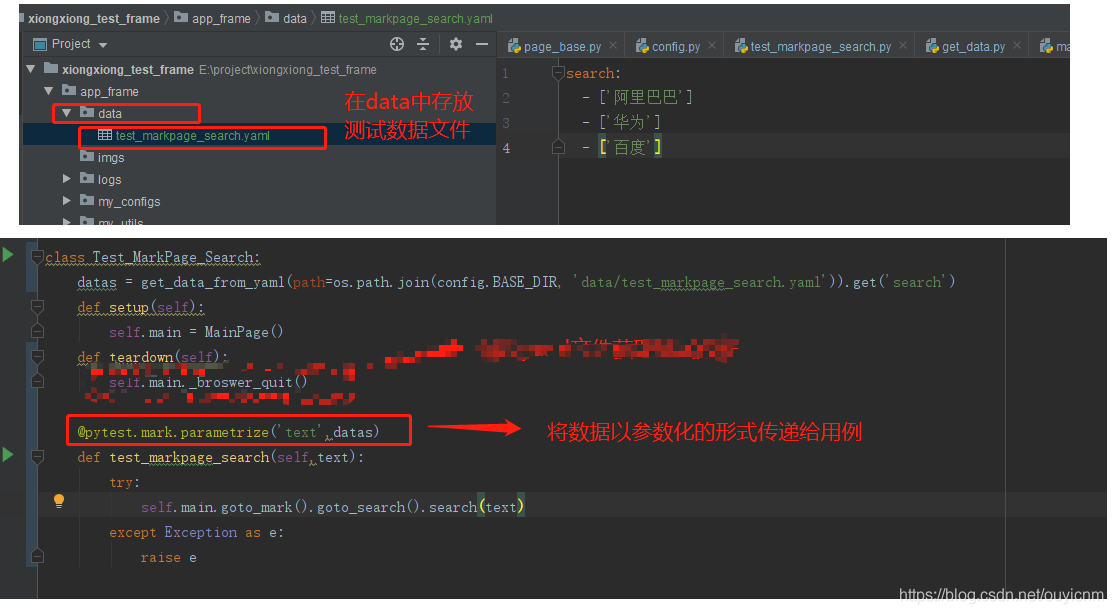 xiongxiong_test_frame app_frame data test_markpage_search.yaml
Project
page_base.py config.py test_markpage_search.py get_data.py
xiongxiong_test_frame E:\project\xiongxiong_test_frame
app_frame
data
test_markpage_search.yaml
imgs
logs
my_configs
my_utils
在data中存放
测试数据文件
1 search:
2 - ['阿里巴巴']
3 - ['华为']
4 - ['百度']
class Test_MarkPage_Search:
datas = get_data_from_yaml(path=os.path.join(config.BASE_DIR, 'data/test_markpage_search.yaml')).get('search')
def setup(self):
self.main = MainPage()
def teardown(self):
self.main._broswer_quit()
@pytest.mark.parametrize('text',datas)
将数据以参数化的形式传递给用例
def test_markpage_search(self,text):
try:
self.main.goto_mark().goto_search().search(text)
except Exception as e:
raise e
https://blog.csdn.net/ouyicnm